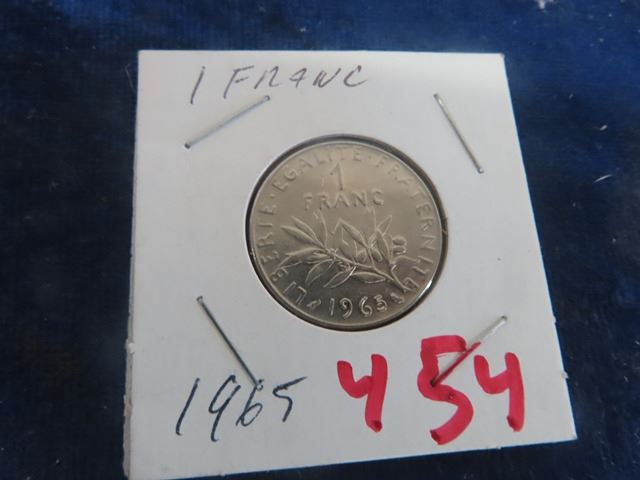 1 FRANC
LIBERTE · EGALITE · FRATERNITE
1
FRANC
1965
1965 454